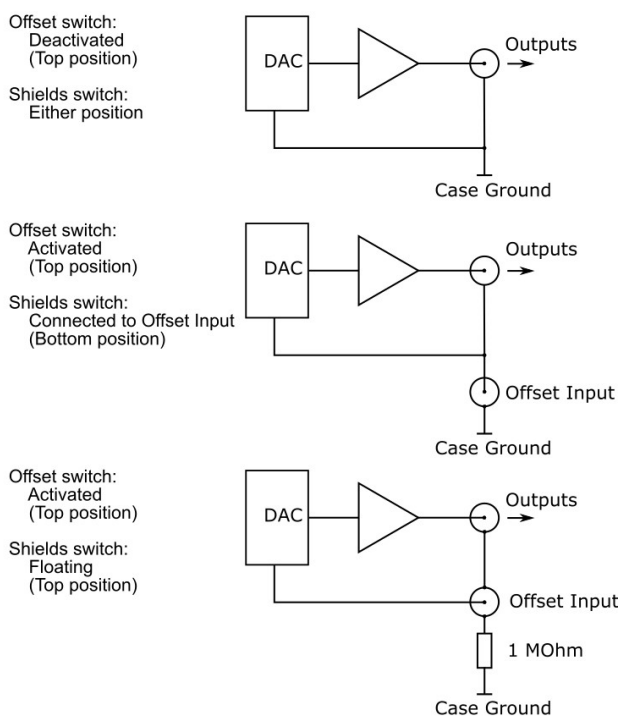 Offset switch:
Deactivated
(Top position)
Shields switch:
Either position
DAC
Outputs
Case Ground
Offset switch:
Activated
(Top position)
Shields switch:
Connected to Offset Input
(Bottom position)
DAC
Outputs
Offset Input
Case Ground
Offset switch:
Activated
(Top position)
Shields switch:
Floating
(Top position)
DAC
Outputs
Offset Input
1 MOhm
Case Ground